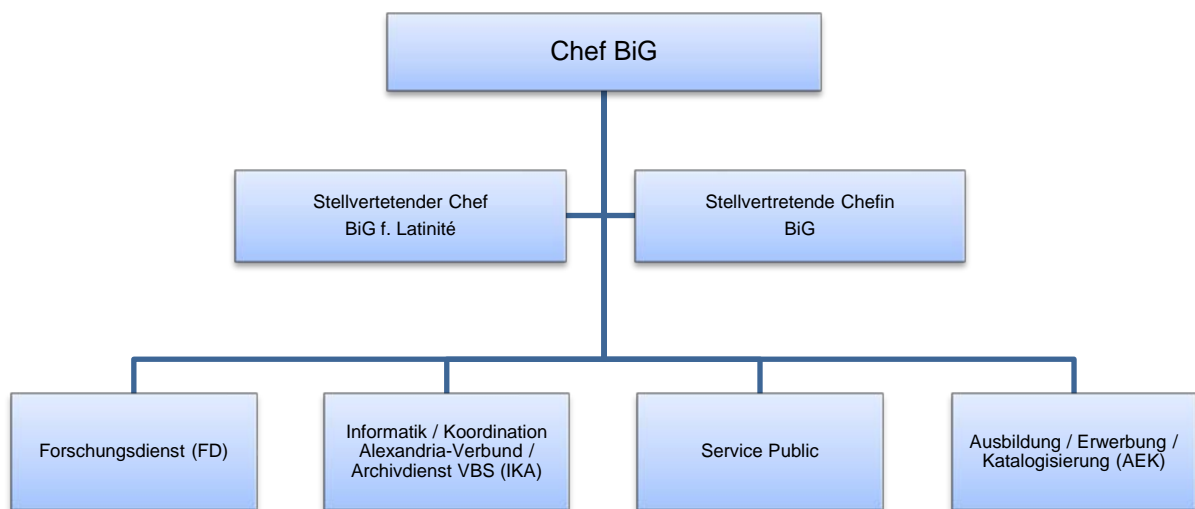 Chef BiG
Stellvertetender Chef
BiG f. Latinité
Stellvertretende Chefin
BiG
Forschungsdienst (FD)
Informatik / Koordination
Alexandria-Verbund /
Archivdienst VBS (IKA)
Service Public
Ausbildung / Erwerbung /
Katalogisierung (AEK)